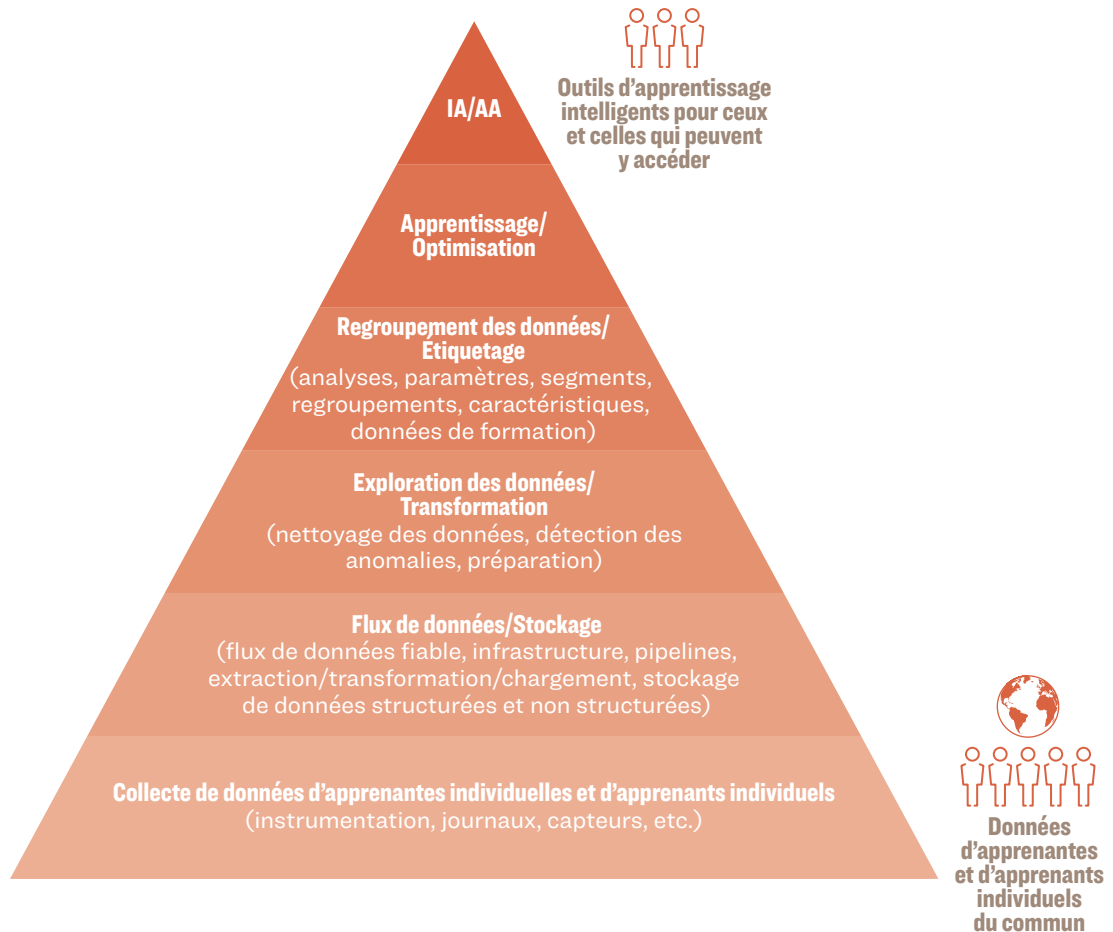 IA/AA
Outils d’apprentissage
intelligents pour ceux
et celles qui peuvent
y accéder
Apprentissage/
Optimisation
Regroupement des données/
Étiquetage
(analyses, paramètres, segments,
regroupements, caractéristiques,
données de formation)
Exploration des données/
Transformation
(nettoyage des données, détection des
anomalies, préparation)
Flux de données/Stockage
(flux de données fiable, infrastructure, pipelines,
extraction/transformation/chargement, stockage
de données structurées et non structurées)
Collecte de données d’apprenantes individuelles et d’apprenants individuels
(instrumentation, journaux, capteurs, etc.)
Données
d’apprenantes
et d’apprenants
individuels
du commun